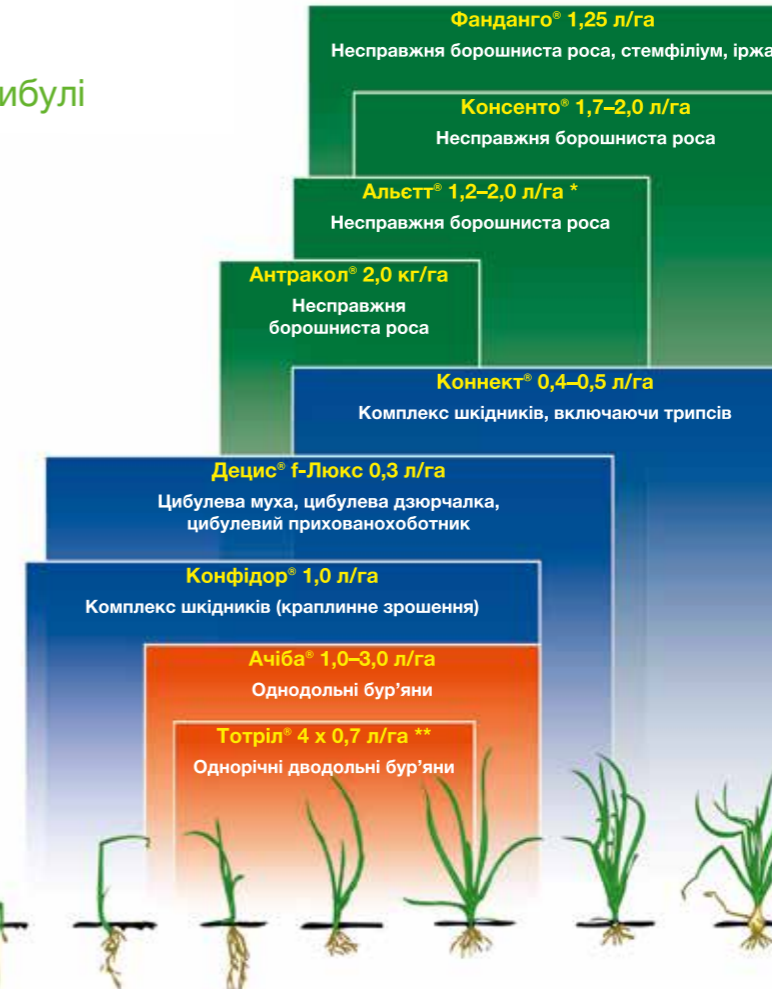 ибулі
Фанданго® 1,25 л/га
Несправжня борошниста роса, стемфіліум, іржа
Консенто® 1,7–2,0 л/га
Несправжня борошниста роса
Альєтт® 1,2–2,0 л/га *
Несправжня борошниста роса
Антракол® 2,0 кг/га
Несправжня
борошниста роса
Коннект® 0,4–0,5 л/га
Комплекс шкідників, включаючи трипсів
Децис® f-Люкс 0,3 л/га
Цибулева муха, цибулева дзюрчалка,
цибулевий прихованохоботник
Конфідор® 1,0 л/га
Комплекс шкідників (краплинне зрошення)
Ачіба® 1,0–3,0 л/га
Однодольні бур’яни
Тотріл® 4 x 0,7 л/га **
Однорічні дводольні бур’яни